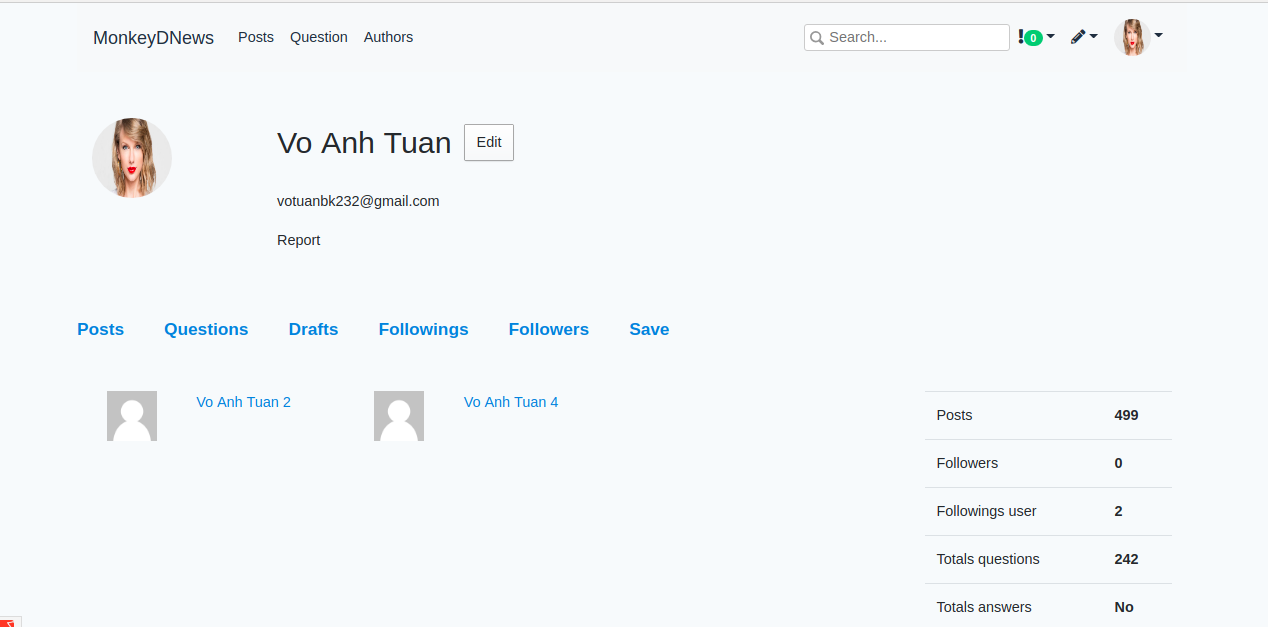 MonkeyDNews Posts Question Authors Search... 0
Vo Anh Tuan Edit
votuanbk232@gmail.com
Report
Posts Questions Drafts Followings Followers Save
Vo Anh Tuan 2 Vo Anh Tuan 4
Posts 499
Followers 0
Followings user 2
Totals questions 242
Totals answers No